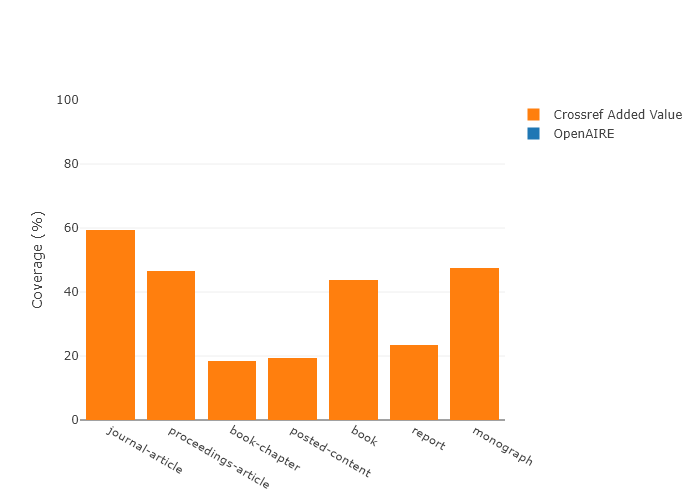 100
80
60
40
20
0
Coverage (%)
journal-article
proceedings-article
book-chapter
posted-content
book
report
monograph
Crossref Added Value
OpenAIRE